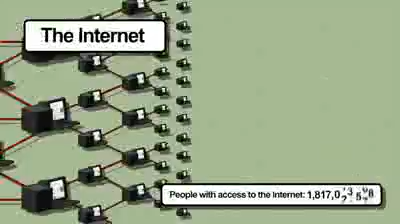 The Internet
People with access to the Internet: 1,817,0